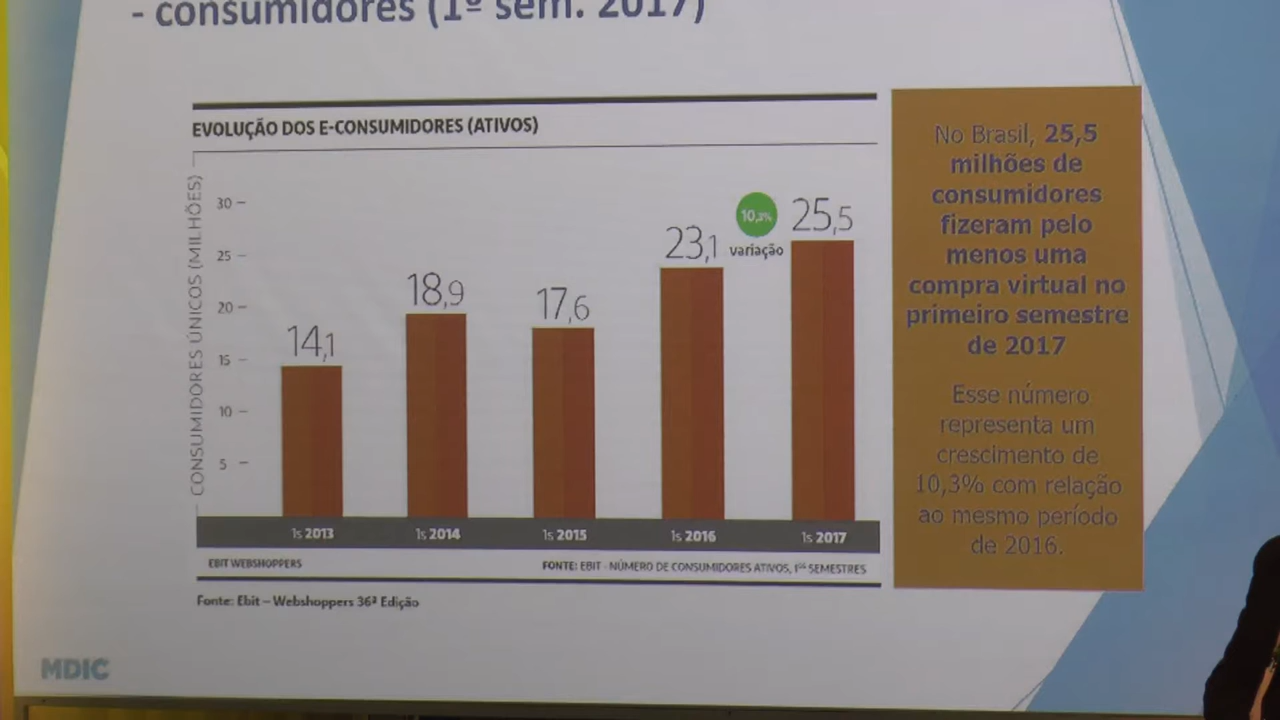 - consumidores (1º sem. 2017)
EVOLUÇÃO DOS E-CONSUMIDORES (ATIVOS)
CONSUMIDORES ÚNICOS (MILHÕES)
30
25
20
15
10
5
14,1
18,9
17,6
23,1
10,3%
variação
25,5
1s 2013
1s 2014
1s 2015
1s 2016
1s 2017
EBIT WEBSHOPPERS
FONTE: EBIT - NÚMERO DE CONSUMIDORES ATIVOS, 1ºS SEMESTRES
Fonte: Ebit – Webshoppers 36ª Edição
No Brasil, 25,5
milhões de
consumidores
fizeram pelo
menos uma
compra virtual no
primeiro semestre
de 2017
Esse número
representa um
crescimento de
10,3% com relação
ao mesmo período
de 2016.
MDIC